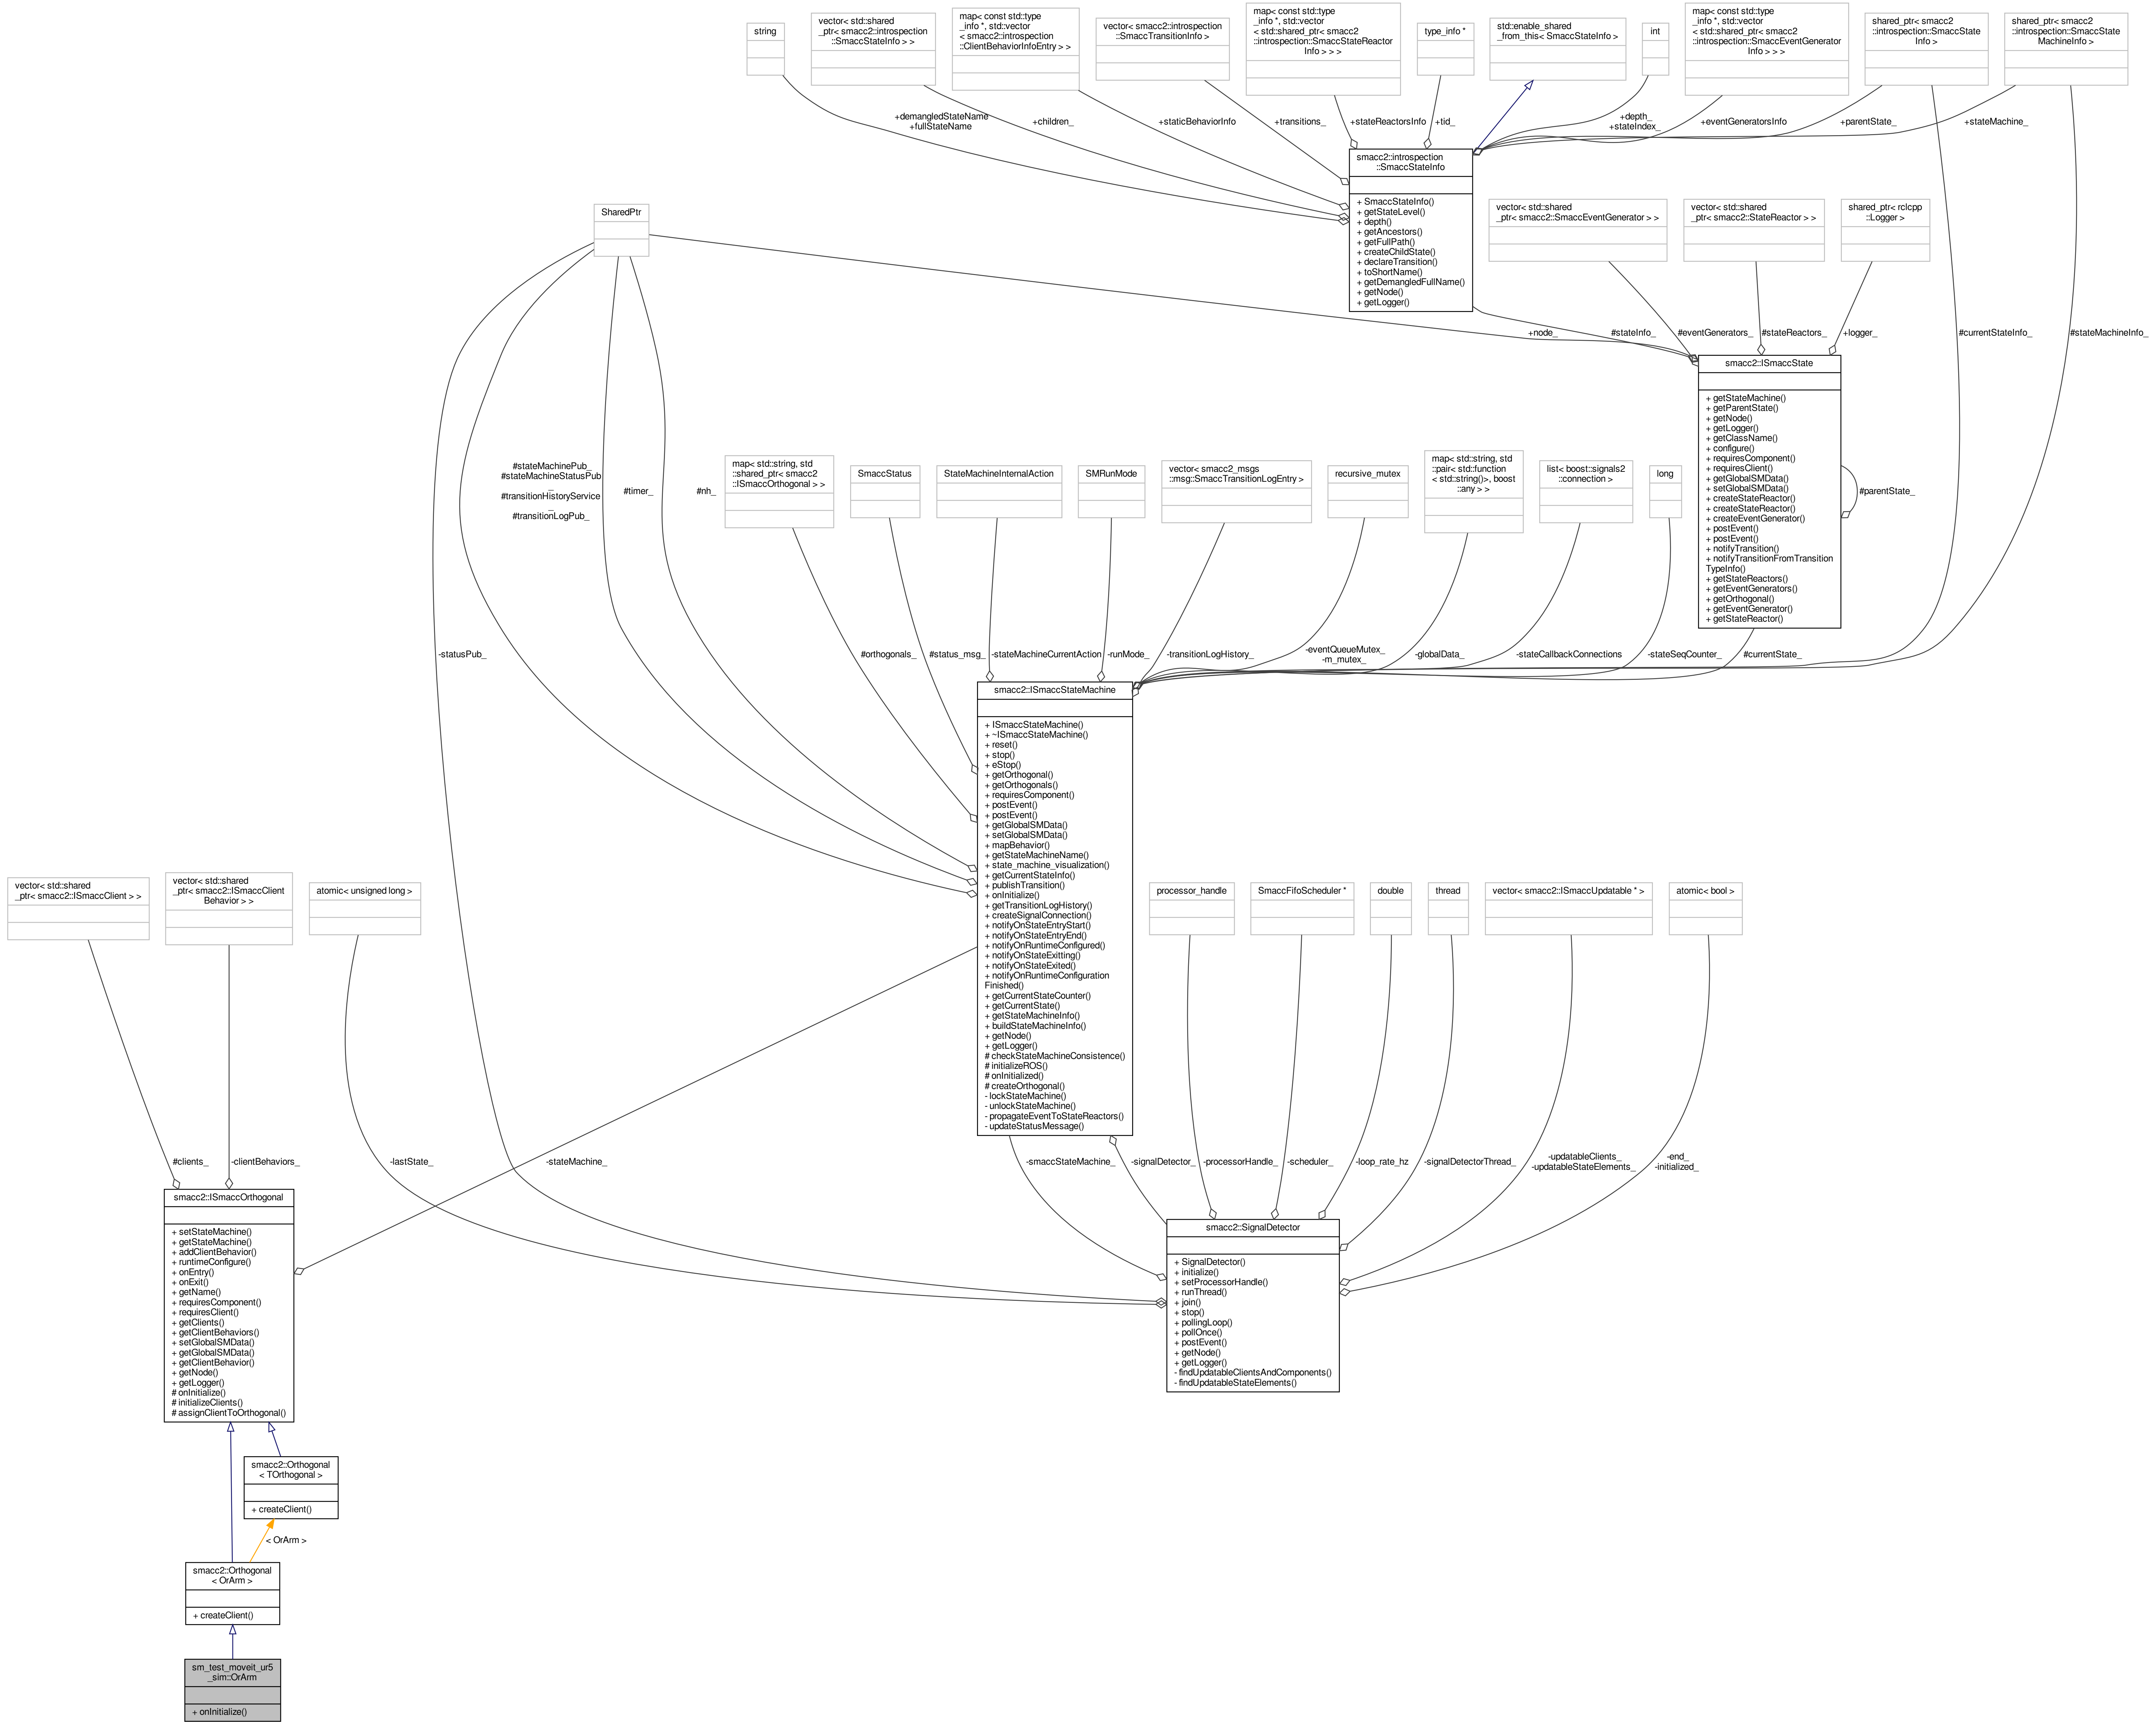 string
vector< std::shared
_ptr< smacc2::introspection
::SmaccStateInfo > >
map< const std::type
_info *, std::vector
< smacc2::introspection
::ClientBehaviorInfoEntry > >
vector< smacc2::introspection
::SmaccTransitionInfo >
map< const std::type
_info *, std::vector
< std::shared_ptr< smacc2
::introspection::SmaccStateReactor
Info > > >
type_info *
std::enable_shared
_from_this< SmaccStateInfo >
int
map< const std::type
_info *, std::vector
< std::shared_ptr< smacc2
::introspection::SmaccEventGenerator
Info > > >
shared_ptr< smacc2
::introspection::SmaccState
Info >
shared_ptr< smacc2
::introspection::SmaccState
MachineInfo >
+demangledStateName
+fullStateName
+children_
+staticBehaviorInfo
+transitions_
+stateReactorsInfo
+tid_
+depth_
+stateIndex_
+eventGeneratorsInfo
+parentState_
+stateMachine_
smacc2::introspection
::SmaccStateInfo
+ SmaccStateInfo()
+ getStateLevel()
+ depth()
+ getAncestors()
+ getFullPath()
+ createChildState()
+ declareTransition()
+ toShortName()
+ getDemangledFullName()
+ getNode()
+ getLogger()
SharedPtr
vector< std::shared
_ptr< smacc2::SmaccEventGenerator > >
vector< std::shared
_ptr< smacc2::StateReactor > >
shared_ptr< rclcpp
::Logger >
+node_
#stateInfo_
#eventGenerators_
#stateReactors_
+logger_
#currentStateInfo_
#stateMachineInfo_
smacc2::ISmaccState
+ getStateMachine()
+ getParentState()
+ getNode()
+ getLogger()
+ getClassName()
+ configure()
+ requiresComponent()
+ requiresClient()
+ getGlobalSMData()
+ setGlobalSMData()
+ createStateReactor()
+ createStateReactor()
+ createEventGenerator()
+ postEvent()
+ postEvent()
+ notifyTransition()
+ notifyTransitionFromTransition
TypeInfo()
+ getStateReactors()
+ getEventGenerators()
+ getOrthogonal()
+ getEventGenerator()
+ getStateReactor()
#parentState_
#stateMachinePub_
#stateMachineStatusPub
_
#transitionHistoryService
_
#transitionLogPub_
#timer_
#nh_
map< std::string, std
::shared_ptr< smacc2
::ISmaccOrthogonal > >
SmaccStatus
StateMachineInternalAction
SMRunMode
vector< smacc2_msgs
::msg::SmaccTransitionLogEntry >
recursive_mutex
map< std::string, std
::pair< std::function
< std::string()>, boost
::any > >
list< boost::signals2
::connection >
long
-statusPub_
#orthogonals_
#status_msg_
-stateMachineCurrentAction
-runMode_
-transitionLogHistory_
-eventQueueMutex_
-m_mutex_
-globalData_
-stateCallbackConnections
-stateSeqCounter_
#currentState_
smacc2::ISmaccStateMachine
+ ISmaccStateMachine()
+ ~ISmaccStateMachine()
+ reset()
+ stop()
+ eStop()
+ getOrthogonal()
+ getOrthogonals()
+ requiresComponent()
+ postEvent()
+ postEvent()
+ getGlobalSMData()
+ setGlobalSMData()
+ mapBehavior()
+ getStateMachineName()
+ state_machine_visualization()
+ getCurrentStateInfo()
+ publishTransition()
+ onInitialize()
+ getTransitionLogHistory()
+ createSignalConnection()
+ notifyOnStateEntryStart()
+ notifyOnStateEntryEnd()
+ notifyOnRuntimeConfigured()
+ notifyOnStateExitting()
+ notifyOnStateExited()
+ notifyOnRuntimeConfiguration
Finished()
+ getCurrentStateCounter()
+ getCurrentState()
+ getStateMachineInfo()
+ buildStateMachineInfo()
+ getNode()
+ getLogger()
# checkStateMachineConsistence()
# initializeROS()
# onInitialized()
# createOrthogonal()
- lockStateMachine()
- unlockStateMachine()
- propagateEventToStateReactors()
- updateStatusMessage()
vector< std::shared
_ptr< smacc2::ISmaccClient > >
vector< std::shared
_ptr< smacc2::ISmaccClient
Behavior > >
atomic< unsigned long >
processor_handle
SmaccFifoScheduler *
double
thread
vector< smacc2::ISmaccUpdatable * >
atomic< bool >
#clients_
-clientBehaviors_
-lastState_
-stateMachine_
-smaccStateMachine_
-signalDetector_
-processorHandle_
-scheduler_
-loop_rate_hz
-signalDetectorThread_
-updatableClients_
-updatableStateElements_
-end_
-initialized_
smacc2::ISmaccOrthogonal
+ setStateMachine()
+ getStateMachine()
+ addClientBehavior()
+ runtimeConfigure()
+ onEntry()
+ onExit()
+ getName()
+ requiresComponent()
+ requiresClient()
+ getClients()
+ getClientBehaviors()
+ setGlobalSMData()
+ getGlobalSMData()
+ getClientBehavior()
+ getNode()
+ getLogger()
# onInitialize()
# initializeClients()
# assignClientToOrthogonal()
smacc2::SignalDetector
+ SignalDetector()
+ initialize()
+ setProcessorHandle()
+ runThread()
+ join()
+ stop()
+ pollingLoop()
+ pollOnce()
+ postEvent()
+ getNode()
+ getLogger()
- findUpdatableClientsAndComponents()
- findUpdatableStateElements()
smacc2::Orthogonal
< TOrthogonal >
+ createClient()
< OrArm >
smacc2::Orthogonal
< OrArm >
+ createClient()
sm_test_moveit_ur5
_sim::OrArm
+ onInitialize()